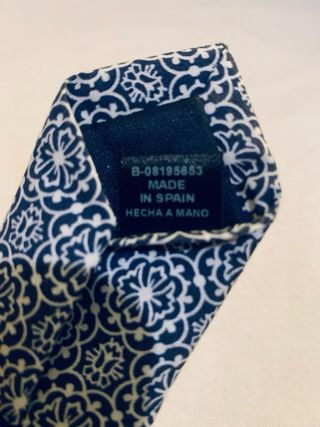 B-08195653
MADE
IN SPAIN
HECHA A MANO